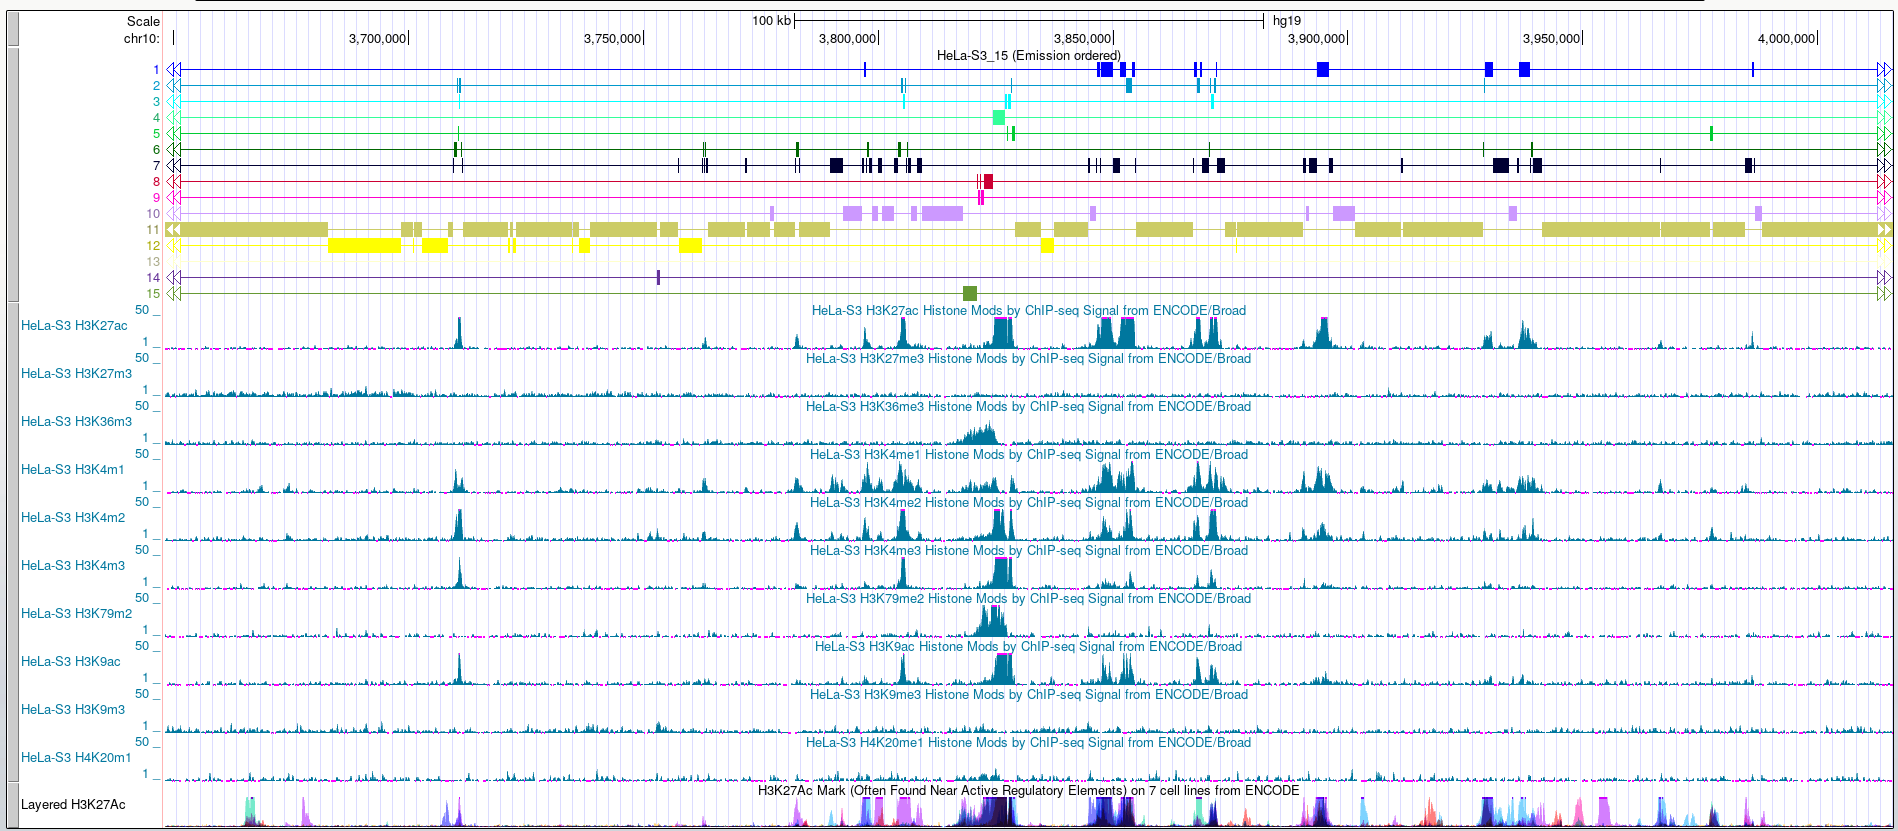 Scale 100 kb hg19
chr10: 3,700,000 3,750,000 3,800,000 3,850,000 3,900,000 3,950,000 4,000,000
HeLa-S3_15 (Emission ordered)
1
2
3
4
5
6
7
8
9
10
11
12
13
14
15
HeLa-S3 H3K27ac Histone Mods by ChIP-seq Signal from ENCODE/Broad
50 _
HeLa-S3 H3K27ac
1 _
HeLa-S3 H3K27me3 Histone Mods by ChIP-seq Signal from ENCODE/Broad
50 _
HeLa-S3 H3K27m3
1 _
HeLa-S3 H3K36me3 Histone Mods by ChIP-seq Signal from ENCODE/Broad
50 _
HeLa-S3 H3K36m3
1 _
HeLa-S3 H3K4me1 Histone Mods by ChIP-seq Signal from ENCODE/Broad
50 _
HeLa-S3 H3K4m1
1 _
HeLa-S3 H3K4me2 Histone Mods by ChIP-seq Signal from ENCODE/Broad
50 _
HeLa-S3 H3K4m2
1 _
HeLa-S3 H3K4me3 Histone Mods by ChIP-seq Signal from ENCODE/Broad
50 _
HeLa-S3 H3K4m3
1 _
HeLa-S3 H3K79me2 Histone Mods by ChIP-seq Signal from ENCODE/Broad
50 _
HeLa-S3 H3K79m2
1 _
HeLa-S3 H3K9ac Histone Mods by ChIP-seq Signal from ENCODE/Broad
50 _
HeLa-S3 H3K9ac
1 _
HeLa-S3 H3K9me3 Histone Mods by ChIP-seq Signal from ENCODE/Broad
50 _
HeLa-S3 H3K9m3
1 _
HeLa-S3 H4K20me1 Histone Mods by ChIP-seq Signal from ENCODE/Broad
50 _
HeLa-S3 H4K20m1
1 _
H3K27Ac Mark (Often Found Near Active Regulatory Elements) on 7 cell lines from ENCODE
Layered H3K27Ac